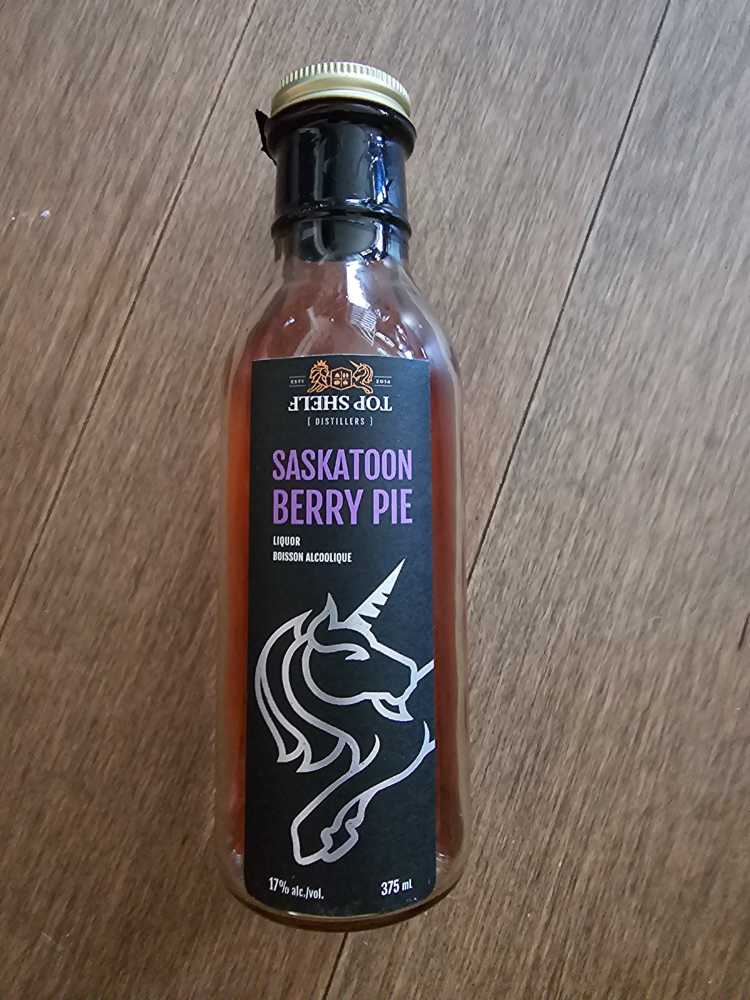 ESTD 2014
TOP SHELF
[ DISTILLERS ]
SASKATOON
BERRY PIE
LIQUOR
BOISSON ALCOOLIQUE
17% alc./vol. 375 ml